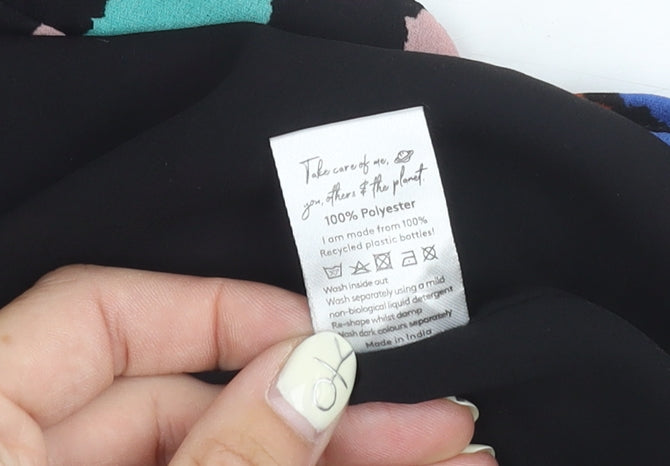 Take care of me,
you, others & the planet.
100% Polyester
I am made from 100%
Recycled plastic bottles!
Wash inside out
Wash separately using a mild
non-biological liquid detergent
Re-shape whilst damp
Wash dark colours separately
Made in India